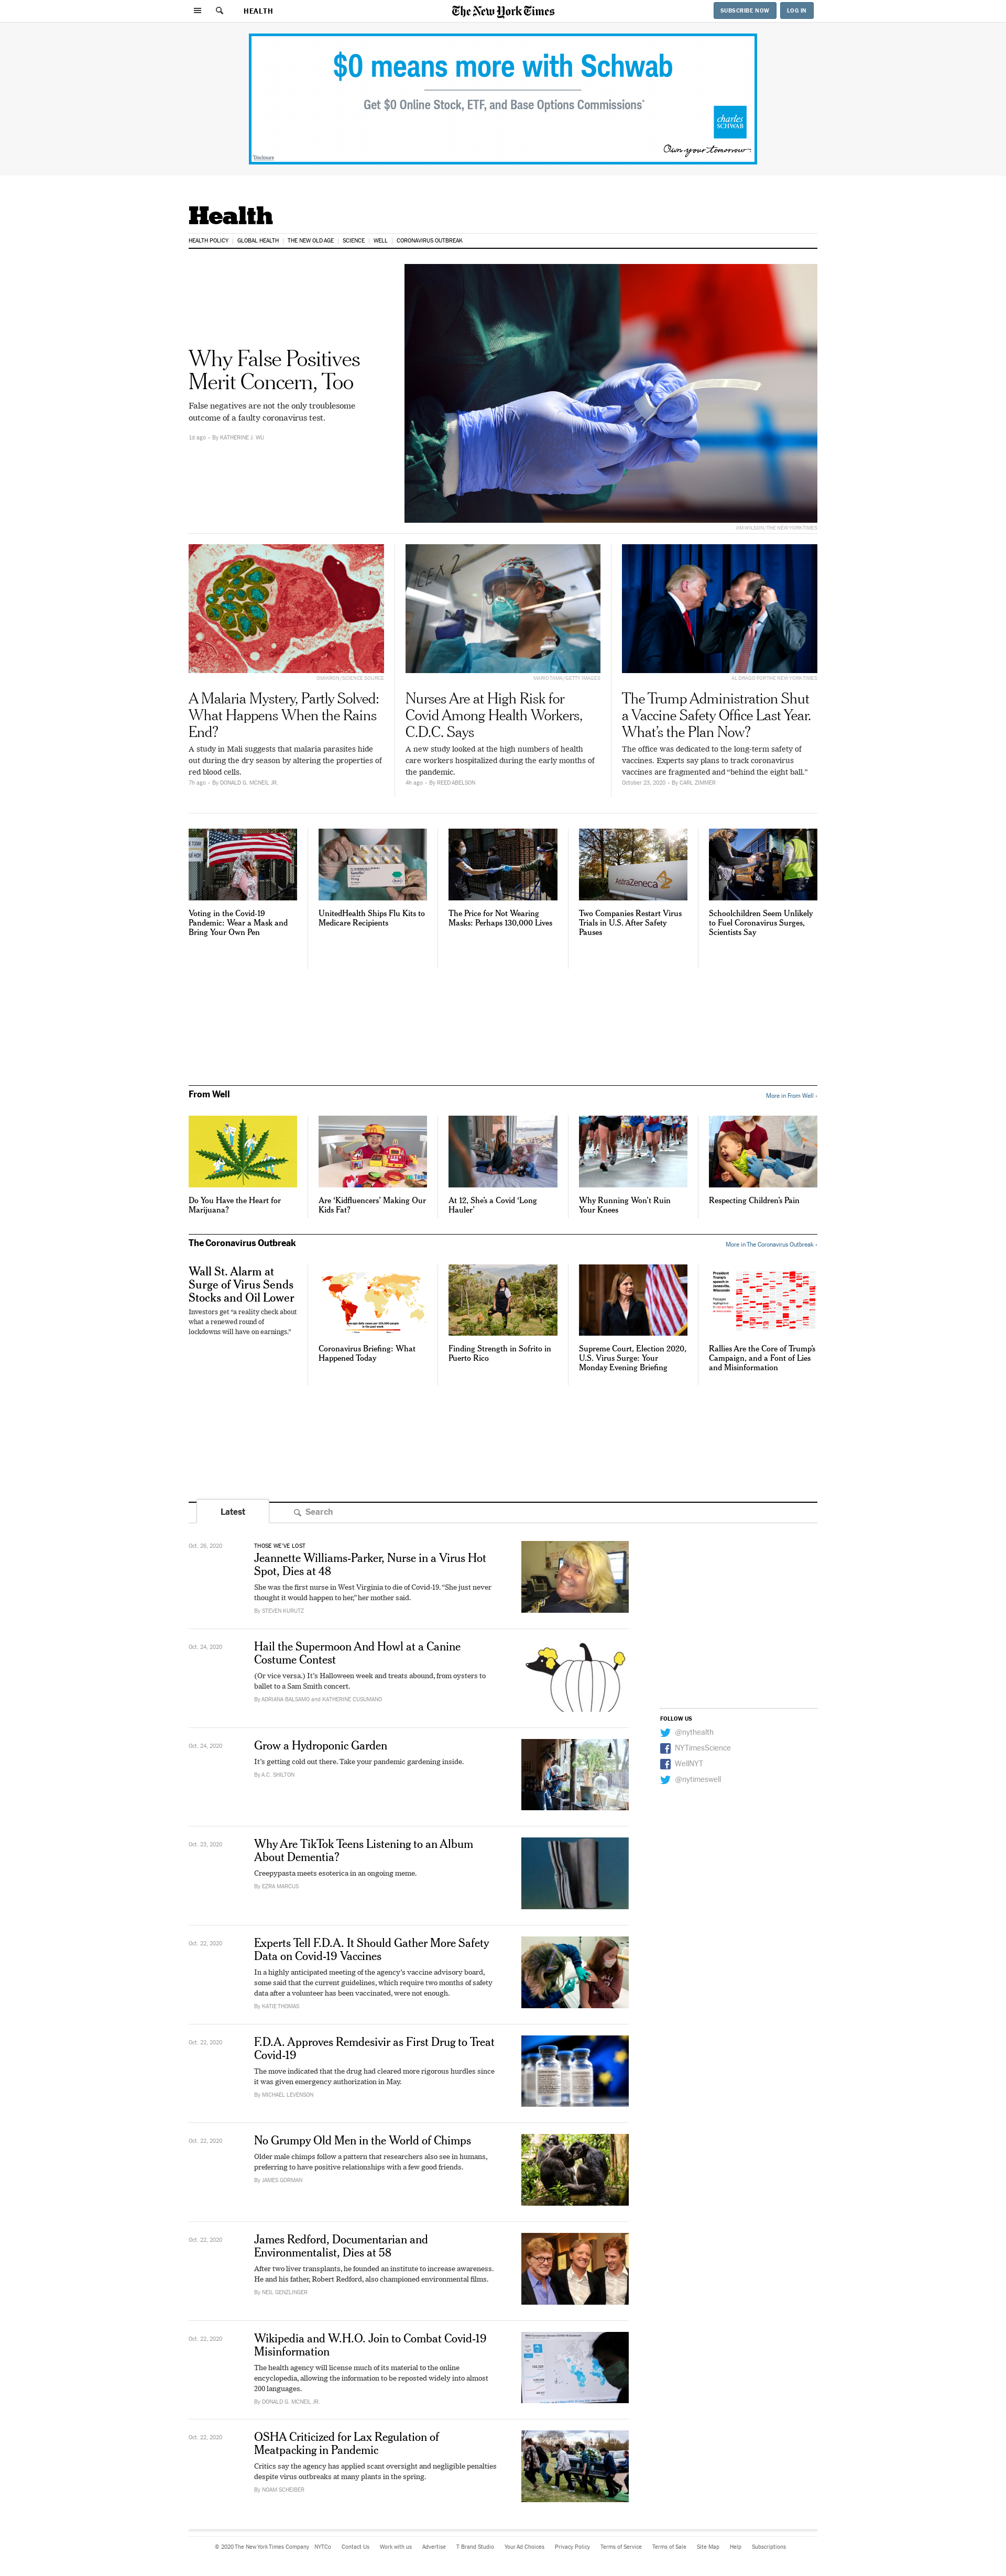 HEALTH
The New York Times
SUBSCRIBE NOW
LOG IN
$0 means more with Schwab
Get $0 Online Stock, ETF, and Base Options Commissions*
charles
SCHWAB
Own your tomorrow.
Disclosure
Health
HEALTH POLICY
GLOBAL HEALTH
THE NEW OLD AGE
SCIENCE
WELL
CORONAVIRUS OUTBREAK
Why False Positives
Merit Concern, Too
False negatives are not the only troublesome
outcome of a faulty coronavirus test.
1d ago • By KATHERINE J. WU
JIM WILSON/THE NEW YORK TIMES
OMIKRON/SCIENCE SOURCE
A Malaria Mystery, Partly Solved:
What Happens When the Rains
End?
A study in Mali suggests that malaria parasites hide
out during the dry season by altering the properties of
red blood cells.
7h ago • By DONALD G. MCNEIL JR.
MARIO TAMA/GETTY IMAGES
Nurses Are at High Risk for
Covid Among Health Workers,
C.D.C. Says
A new study looked at the high numbers of health
care workers hospitalized during the early months of
the pandemic.
4h ago • By REED ABELSON
AL DRAGO FOR THE NEW YORK TIMES
The Trump Administration Shut
a Vaccine Safety Office Last Year.
What's the Plan Now?
The office was dedicated to the long-term safety of
vaccines. Experts say plans to track coronavirus
vaccines are fragmented and "behind the eight ball."
October 23, 2020 • By CARL ZIMMER
AstraZeneca
Voting in the Covid-19
Pandemic: Wear a Mask and
Bring Your Own Pen
UnitedHealth Ships Flu Kits to
Medicare Recipients
The Price for Not Wearing
Masks: Perhaps 130,000 Lives
Two Companies Restart Virus
Trials in U.S. After Safety
Pauses
Schoolchildren Seem Unlikely
to Fuel Coronavirus Surges,
Scientists Say
From Well
More in From Well ›
Do You Have the Heart for
Marijuana?
Are 'Kidfluencers' Making Our
Kids Fat?
At 12, She's a Covid 'Long
Hauler'
Why Running Won't Ruin
Your Knees
Respecting Children's Pain
The Coronavirus Outbreak
More in The Coronavirus Outbreak ›
Wall St. Alarm at
Surge of Virus Sends
Stocks and Oil Lower
Investors get "a reality check about
what a renewed round of
lockdowns will have on earnings."
Coronavirus Briefing: What
Happened Today
Finding Strength in Sofrito in
Puerto Rico
Supreme Court, Election 2020,
U.S. Virus Surge: Your
Monday Evening Briefing
Rallies Are the Core of Trump's
Campaign, and a Font of Lies
and Misinformation
Latest
Search
Oct. 26, 2020
THOSE WE'VE LOST
Jeannette Williams-Parker, Nurse in a Virus Hot
Spot, Dies at 48
She was the first nurse in West Virginia to die of Covid-19. "She just never
thought it would happen to her," her mother said.
By STEVEN KURUTZ
Oct. 24, 2020
Hail the Supermoon And Howl at a Canine
Costume Contest
(Or vice versa.) It's Halloween week and treats abound, from oysters to
ballet to a Sam Smith concert.
By ADRIANA BALSAMO and KATHERINE CUSUMANO
Oct. 24, 2020
Grow a Hydroponic Garden
It's getting cold out there. Take your pandemic gardening inside.
By A.C. SHILTON
Oct. 23, 2020
Why Are TikTok Teens Listening to an Album
About Dementia?
Creepypasta meets esoterica in an ongoing meme.
By EZRA MARCUS
Oct. 22, 2020
Experts Tell F.D.A. It Should Gather More Safety
Data on Covid-19 Vaccines
In a highly anticipated meeting of the agency's vaccine advisory board,
some said that the current guidelines, which require two months of safety
data after a volunteer has been vaccinated, were not enough.
By KATIE THOMAS
Oct. 22, 2020
F.D.A. Approves Remdesivir as First Drug to Treat
Covid-19
The move indicated that the drug had cleared more rigorous hurdles since
it was given emergency authorization in May.
By MICHAEL LEVENSON
Oct. 22, 2020
No Grumpy Old Men in the World of Chimps
Older male chimps follow a pattern that researchers also see in humans,
preferring to have positive relationships with a few good friends.
By JAMES GORMAN
Oct. 22, 2020
James Redford, Documentarian and
Environmentalist, Dies at 58
After two liver transplants, he founded an institute to increase awareness.
He and his father, Robert Redford, also championed environmental films.
By NEIL GENZLINGER
Oct. 22, 2020
Wikipedia and W.H.O. Join to Combat Covid-19
Misinformation
The health agency will license much of its material to the online
encyclopedia, allowing the information to be reposted widely into almost
200 languages.
By DONALD G. MCNEIL JR.
Oct. 22, 2020
OSHA Criticized for Lax Regulation of
Meatpacking in Pandemic
Critics say the agency has applied scant oversight and negligible penalties
despite virus outbreaks at many plants in the spring.
By NOAM SCHEIBER
FOLLOW US
@nythealth
NYTimesScience
WellNYT
@nytimeswell
© 2020 The New York Times Company
NYTCo
Contact Us
Work with us
Advertise
T Brand Studio
Your Ad Choices
Privacy Policy
Terms of Service
Terms of Sale
Site Map
Help
Subscriptions